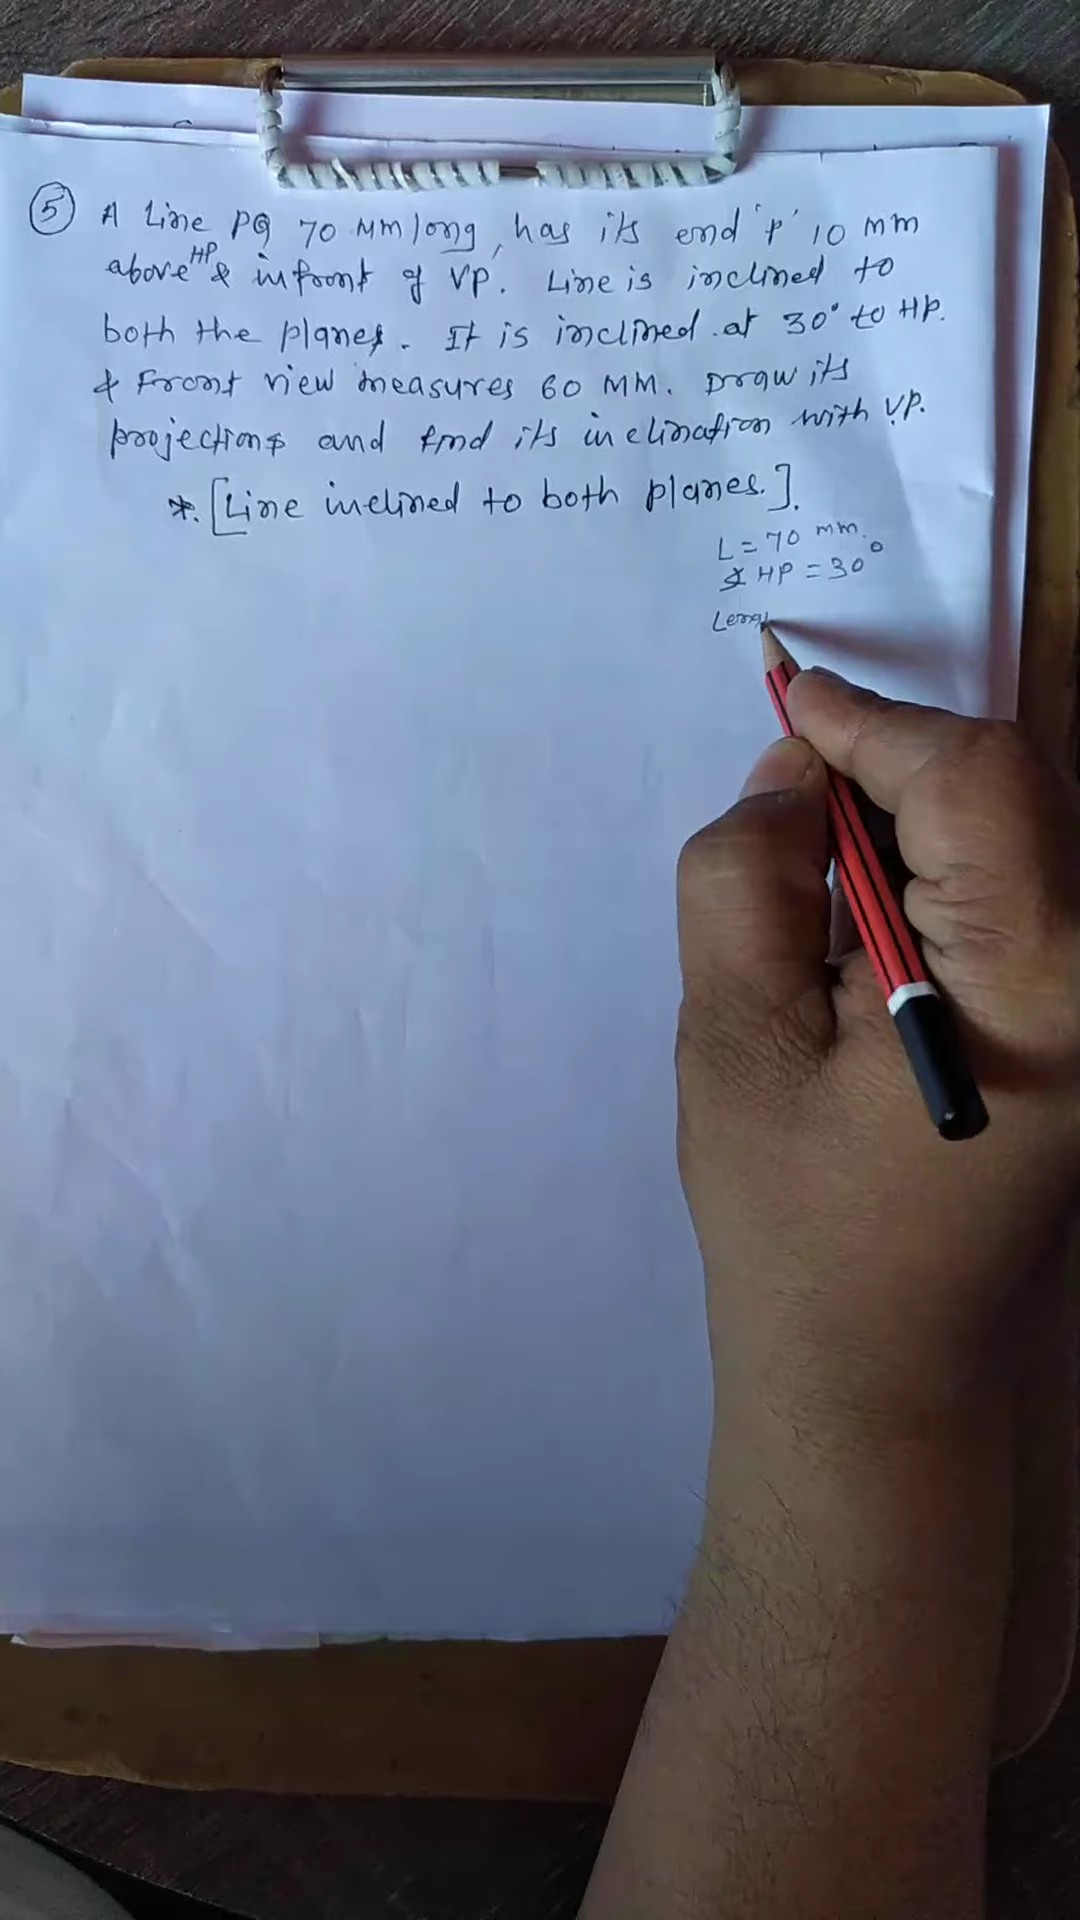 5 A Line PQ 70 MM long, has its end 'P' 10 MM
above HP & infront of VP. Line is inclined to
both the planes. It is inclined at 30° to HP.
& Front view measures 60 MM. Draw its
projections and find its inclination with VP.
*. [Line inclined to both planes.].
L = 70 mm.
∠ HP = 30°
Leng